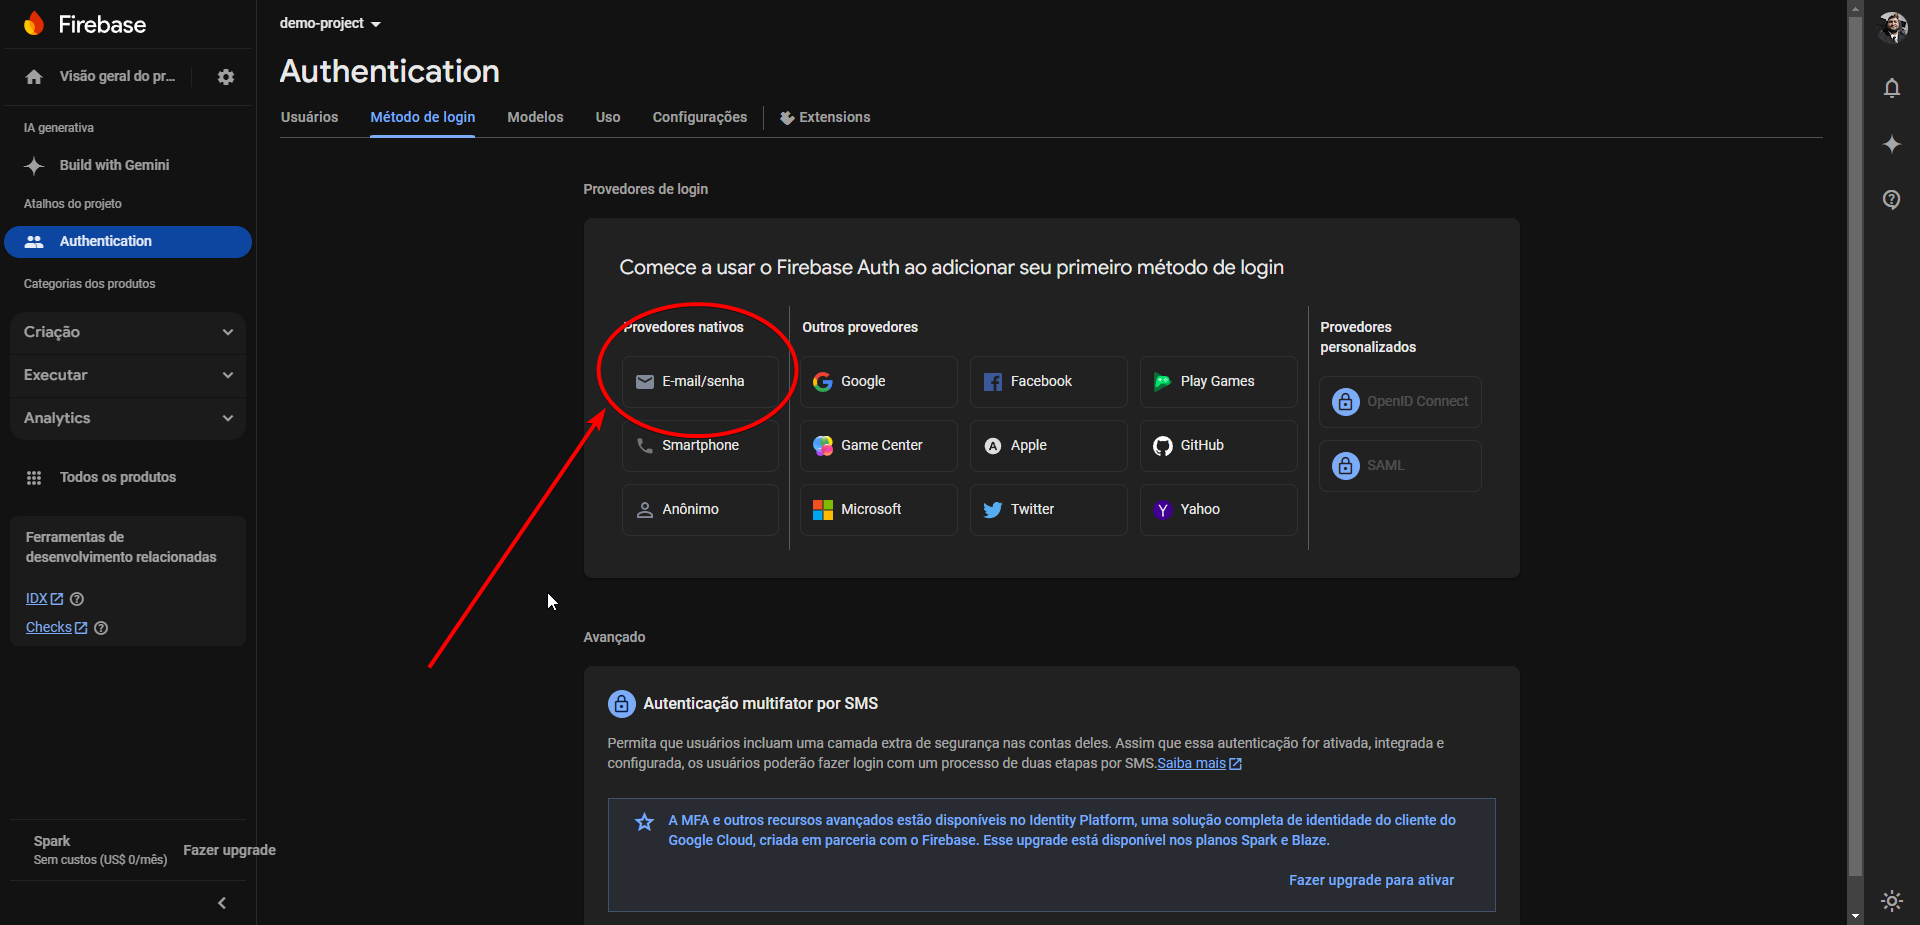 Firebase
Visão geral do pr...
IA generativa
Build with Gemini
Atalhos do projeto
Authentication
Categorias dos produtos
Criação
Executar
Analytics
Todos os produtos
Ferramentas de
desenvolvimento relacionadas
IDX
Checks
Spark
Sem custos (US$ 0/mês)
Fazer upgrade
demo-project
Authentication
Usuários
Método de login
Modelos
Uso
Configurações
Extensions
Provedores de login
Comece a usar o Firebase Auth ao adicionar seu primeiro método de login
Provedores nativos
E-mail/senha
Smartphone
Anônimo
Outros provedores
Google
Facebook
Play Games
Game Center
Apple
GitHub
Microsoft
Twitter
Yahoo
Provedores
personalizados
OpenID Connect
SAML
Avançado
Autenticação multifator por SMS
Permita que usuários incluam uma camada extra de segurança nas contas deles. Assim que essa autenticação for ativada, integrada e
configurada, os usuários poderão fazer login com um processo de duas etapas por SMS.Saiba mais
A MFA e outros recursos avançados estão disponíveis no Identity Platform, uma solução completa de identidade do cliente do
Google Cloud, criada em parceria com o Firebase. Esse upgrade está disponível nos planos Spark e Blaze.
Fazer upgrade para ativar